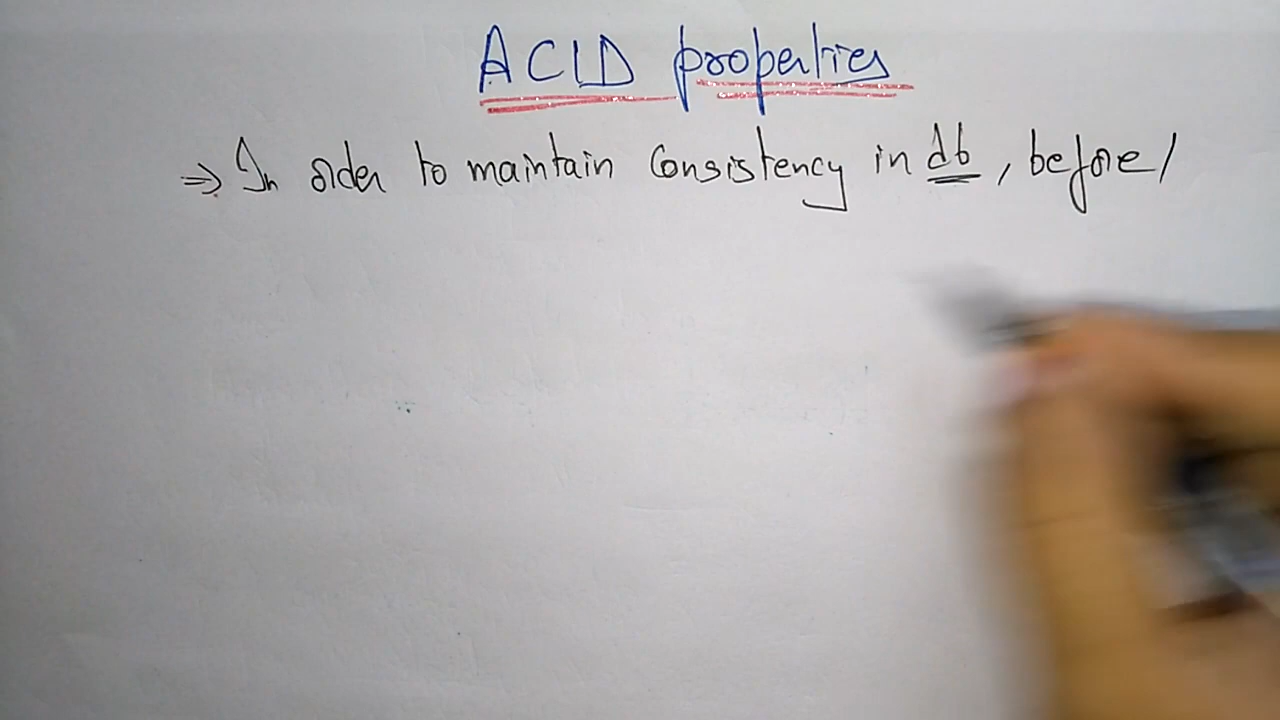 ACID properties
⇒ In order to maintain Consistency in db, before/